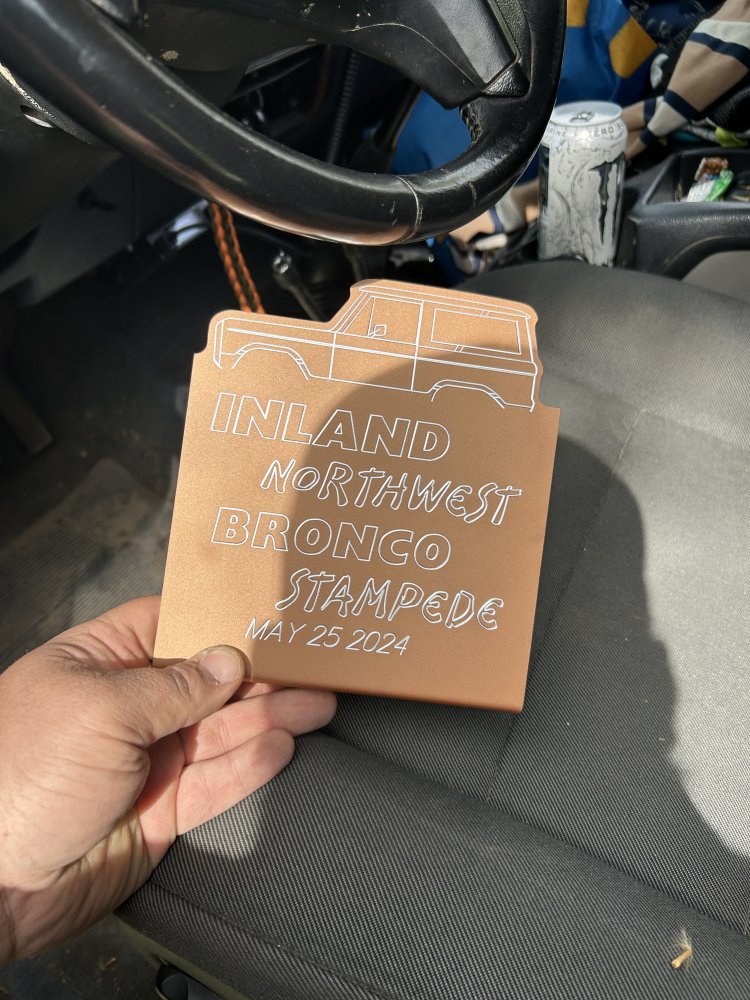 INLAND
NORTHWEST
BRONCO
STAMPEDE
MAY 25 2024